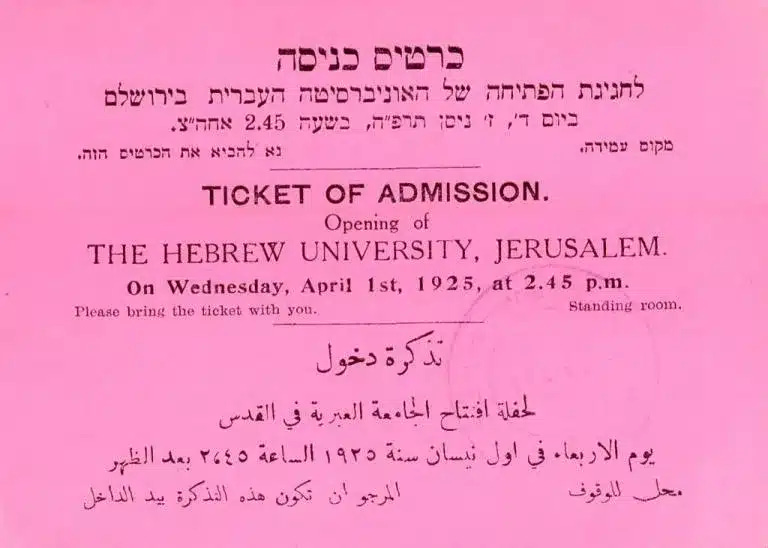 כרטיס כניסה
לחגיגת הפתיחה של האוניברסיטה העברית בירושלם
ביום ד', ז' ניסן תרפ"ה, בשעה 2.45 אחה"צ.
מקום עמידה. נא להביא את הכרטיס הזה.
TICKET OF ADMISSION.
Opening of
THE HEBREW UNIVERSITY, JERUSALEM.
On Wednesday, April 1st, 1925, at 2.45 p.m.
Please bring the ticket with you. Standing room.
تذكرة دخول
لحفلة افتتاح الجامعة العبرية في القدس
يوم الاربعاء في اول نيسان سنة ١٩٢٥ الساعة ٢،٤٥ بعد الظهر
محل للوقوف المرجو ان تكون هذه التذكرة بيد الداخل